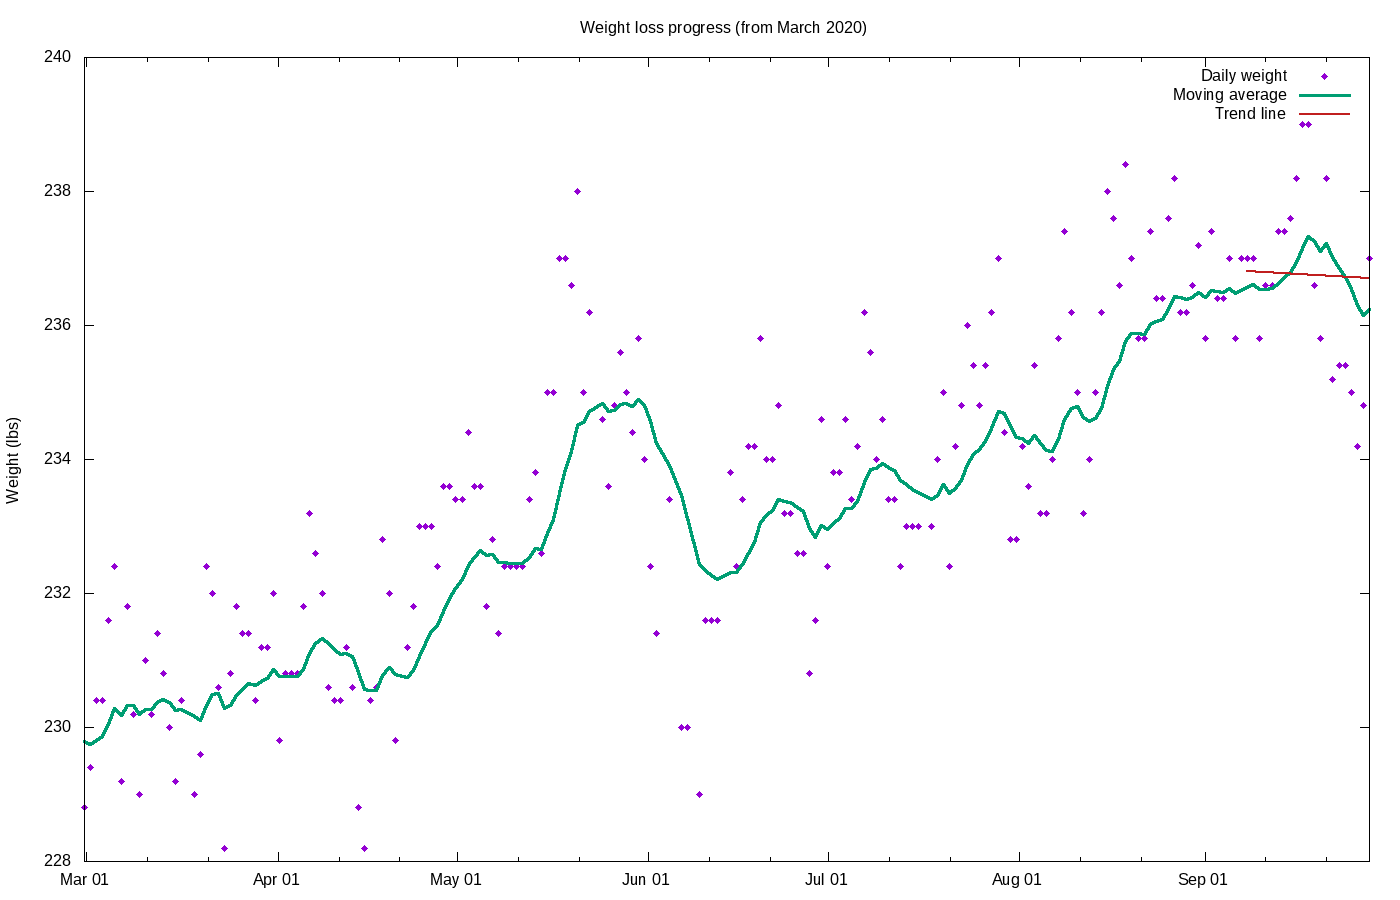 Weight loss progress (from March 2020)
Daily weight
Moving average
Trend line
Weight (lbs)
240
238
236
234
232
230
228
Mar 01 Apr 01 May 01 Jun 01 Jul 01 Aug 01 Sep 01